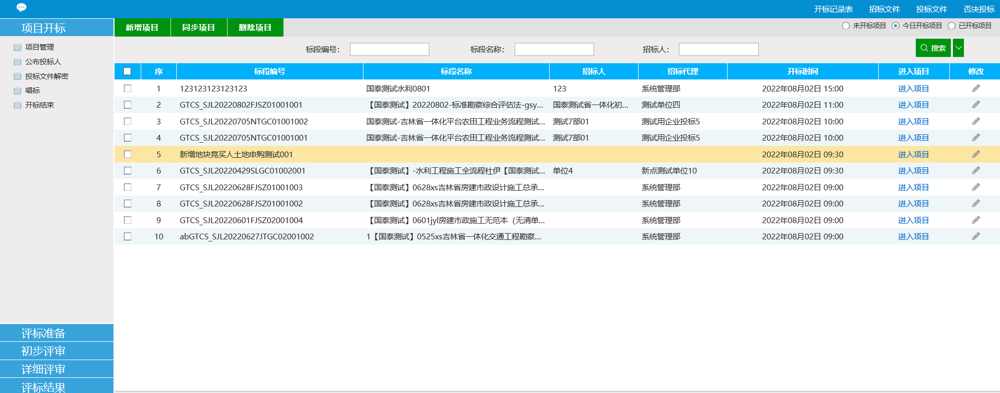 开标记录表 招标文件 投标文件 否决投标
项目开标 新增项目 同步项目 删除项目 未开标项目 今日开标项目 已开标项目
项目管理
公布投标人
投标文件解密
唱标
开标结束
标段编号： 标段名称： 招标人： 搜索
序 标段编号 标段名称 招标人 招标代理 开标时间 进入项目 修改
1 123123123123123 国泰测试水利0801 123 系统管理部 2022年08月02日 15:00 进入项目
2 GTCS_SJL20220802FJSZ01001001 【国泰测试】20220802-标准勘察综合评估法-gsy... 国泰测试省一体化初... 测试单位四 2022年08月02日 11:00 进入项目
3 GTCS_SJL20220705NTGC01001002 国泰测试-吉林省一体化平台农田工程业务流程测试... 测试7部01 测试用企业投标5 2022年08月02日 10:00 进入项目
4 GTCS_SJL20220705NTGC01001001 国泰测试-吉林省一体化平台农田工程业务流程测试... 测试7部01 测试用企业投标5 2022年08月02日 10:00 进入项目
5 新增地块竞买人土地申购测试001 2022年08月02日 09:30 进入项目
6 GTCS_SJL20220429SLGC01002001 【国泰测试】-水利工程施工全流程杜伊【国泰测试... 单位4 新点测试单位10 2022年08月02日 09:30 进入项目
7 GTCS_SJL20220628FJSZ01001003 【国泰测试】0628xs吉林省房建市政设计施工总承... 系统管理部 2022年08月02日 09:00 进入项目
8 GTCS_SJL20220628FJSZ01001002 【国泰测试】0628xs吉林省房建市政设计施工总承... 系统管理部 2022年08月02日 09:00 进入项目
9 GTCS_SJL20220601FJSZ02001004 【国泰测试】0601jyl房建市政施工无范本（无清单... 系统管理部 2022年08月02日 09:00 进入项目
10 abGTCS_SJL20220627JTGC02001002 1【国泰测试】0525xs吉林省一体化交通工程勘察... 系统管理部 2022年08月02日 09:00 进入项目
评标准备
初步评审
详细评审
评标结果